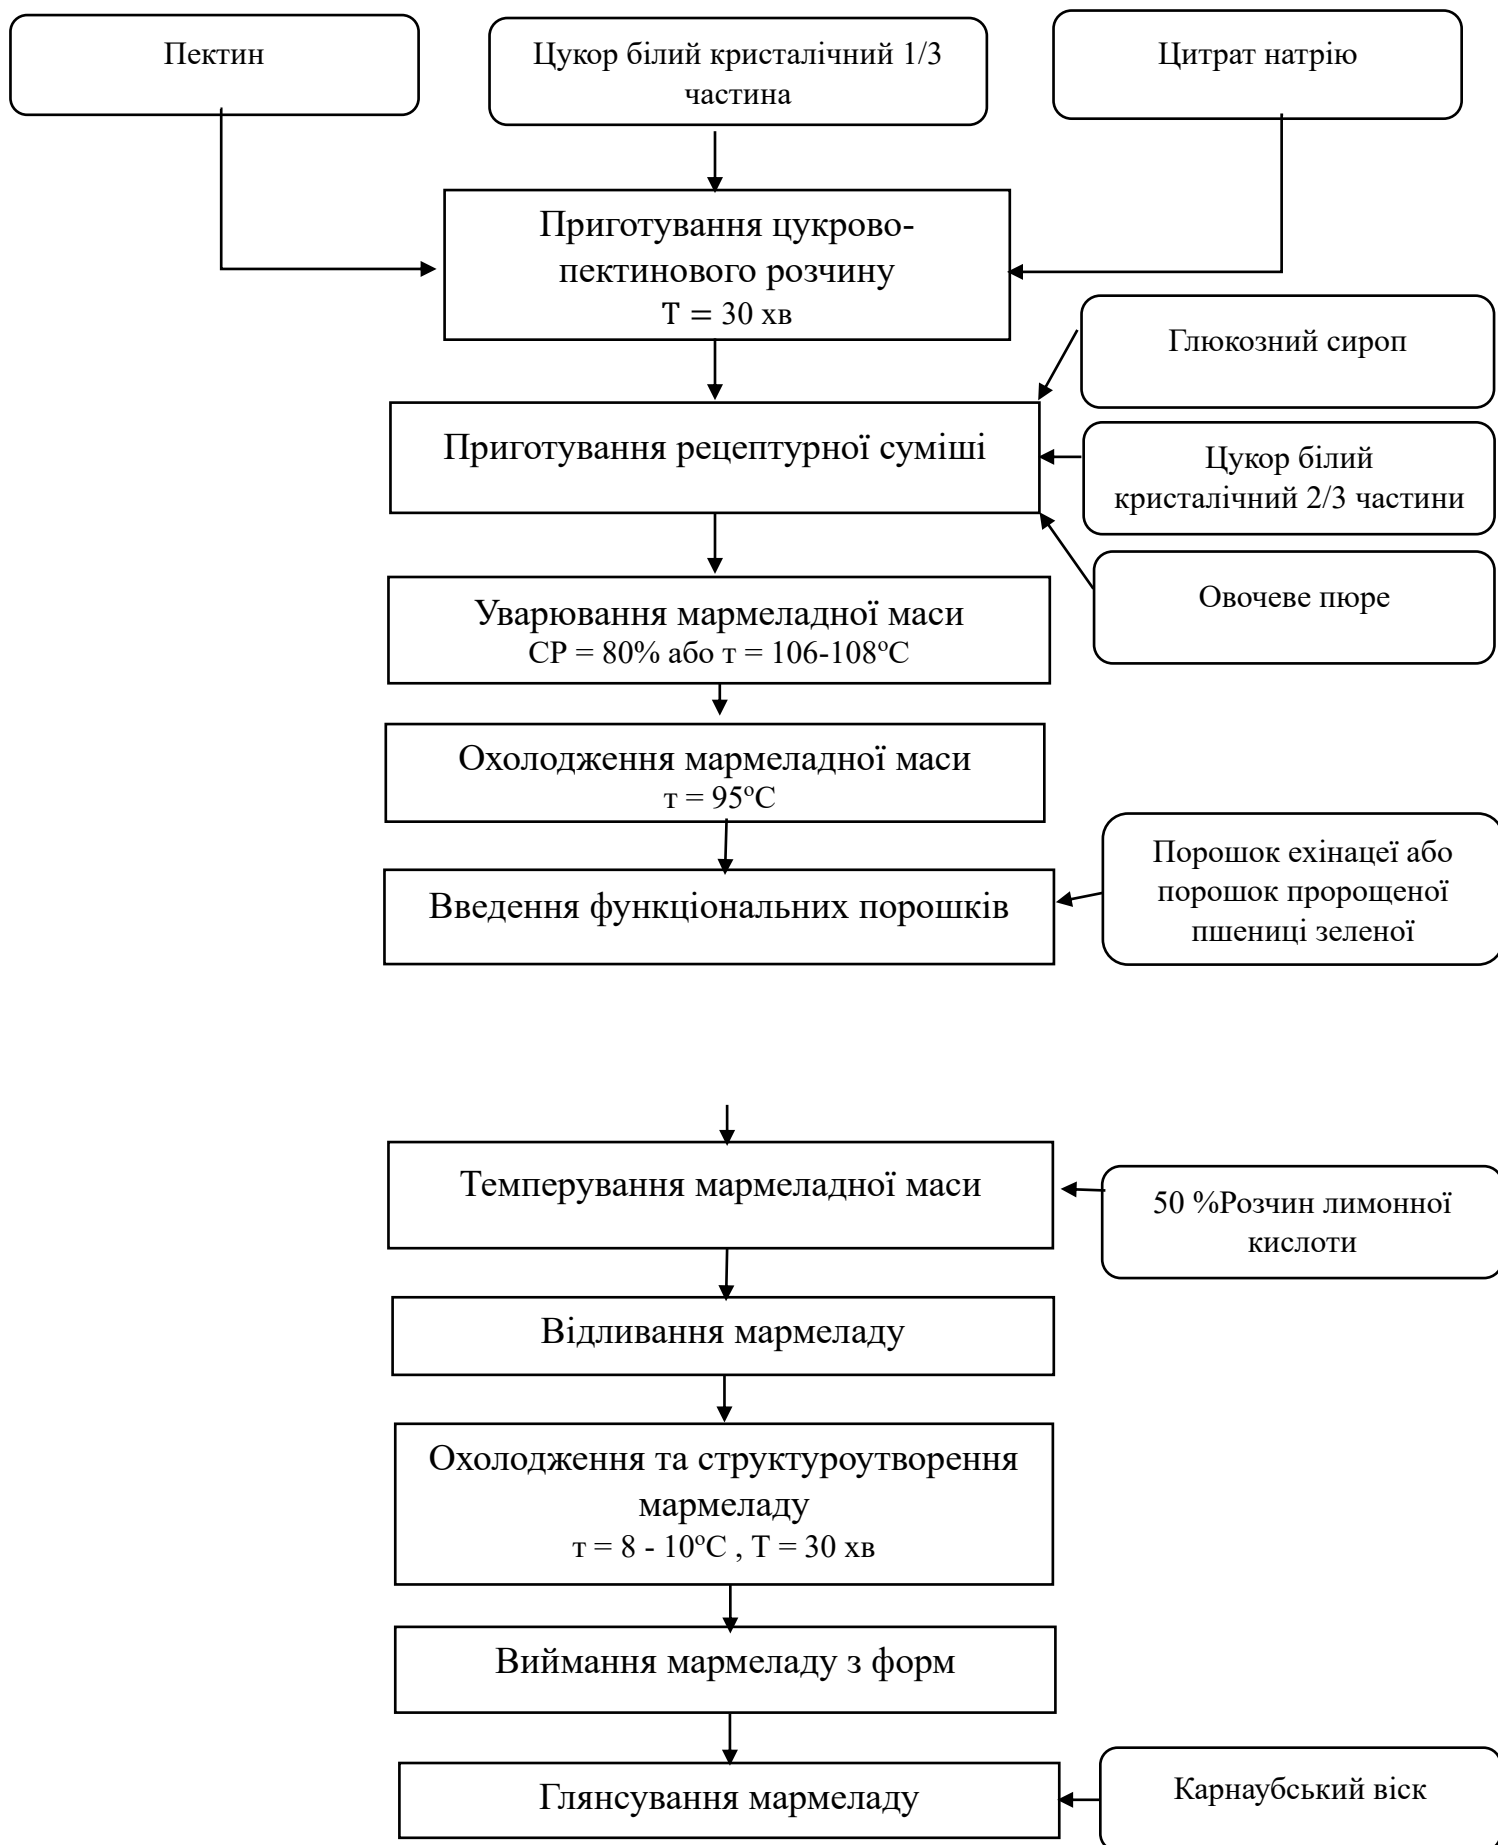 Пектин
Цукор білий кристалічний 1/3
частина
Цитрат натрію
Приготування цукрово-
пектинового розчину
Т = 30 хв
Глюкозний сироп
Приготування рецептурної суміші
Цукор білий
кристалічний 2/3 частини
Овочеве пюре
Уварювання мармеладної маси
СР = 80% або т = 106-108ºС
Охолодження мармеладної маси
т = 95ºС
Порошок ехінацеї або
порошок пророщеної
пшениці зеленої
Введення функціональних порошків
Темперування мармеладної маси
50 %Розчин лимонної
кислоти
Відливання мармеладу
Охолодження та структуроутворення
мармеладу
т = 8 - 10ºС , Т = 30 хв
Виймання мармеладу з форм
Глянсування мармеладу
Карнаубський віск